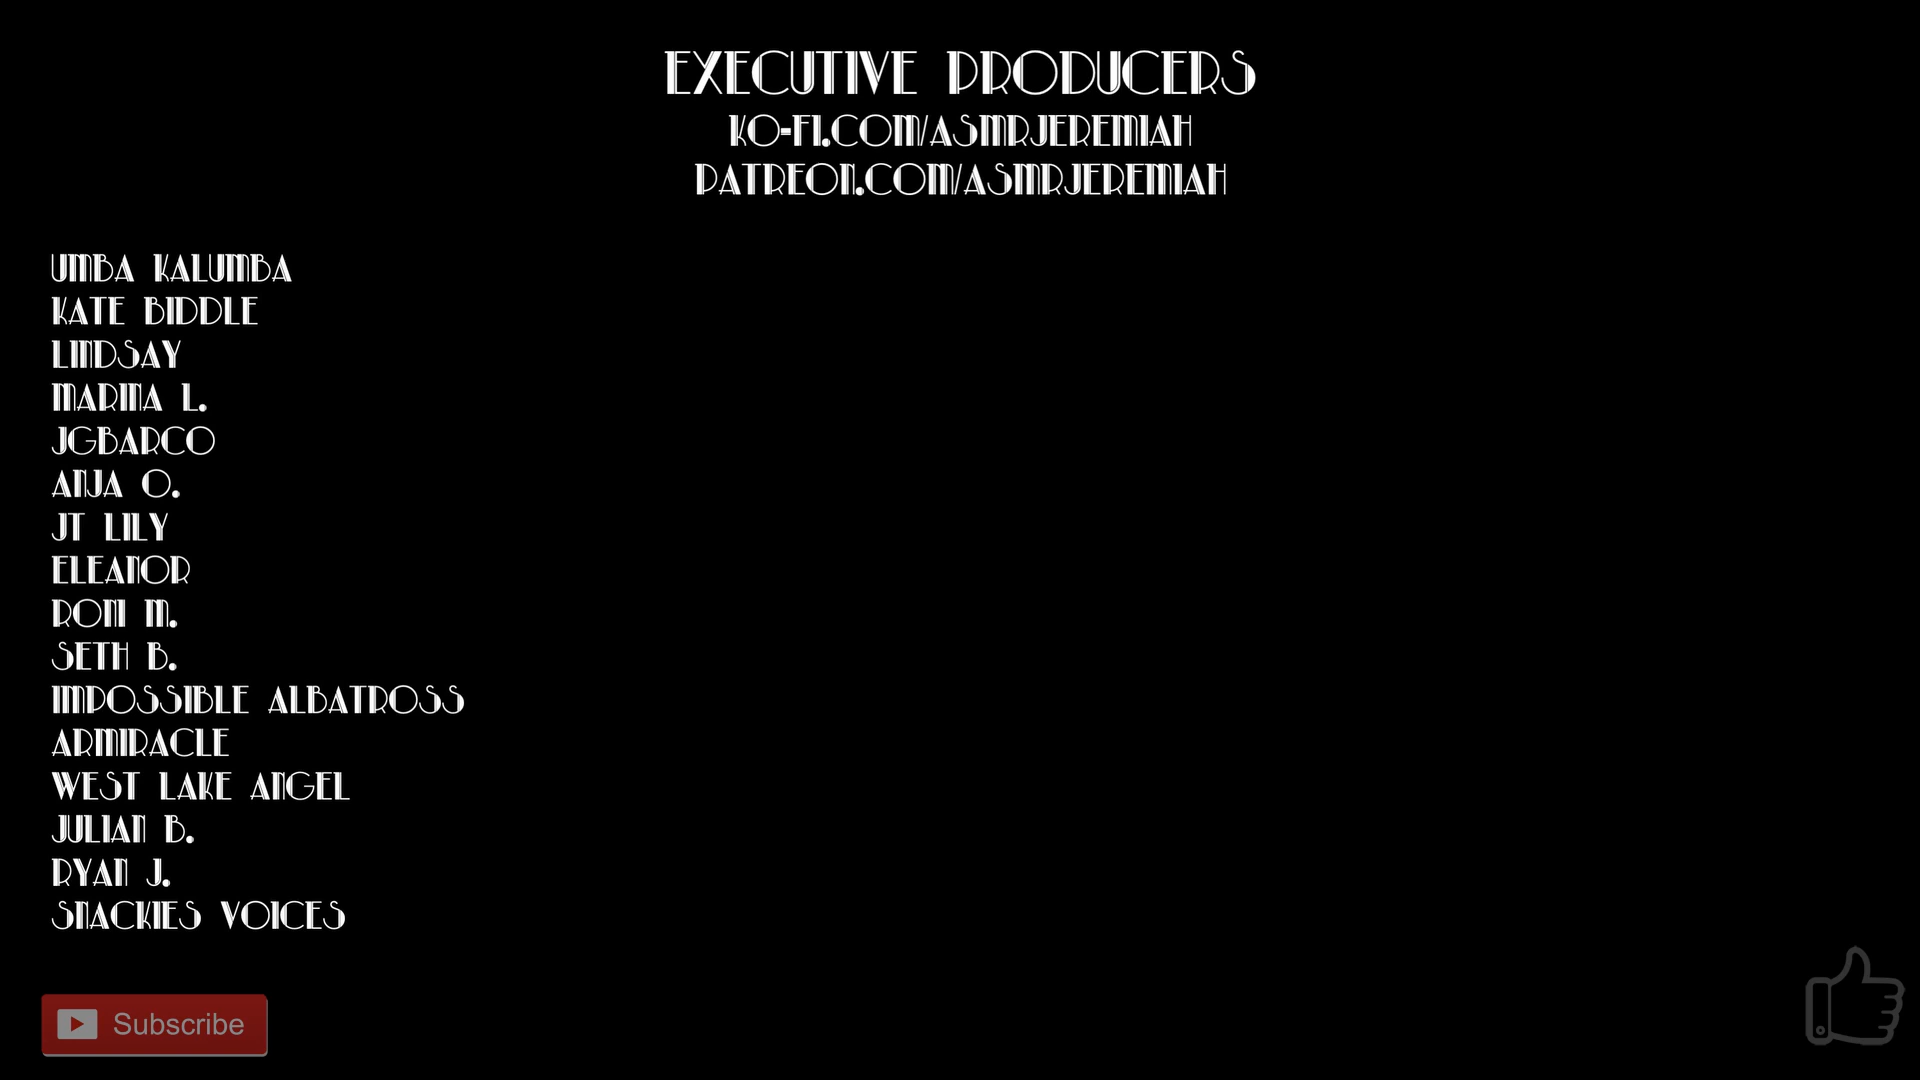 EXECUTIVE PRODUCERS
KO-FI.COM/ASMRJEREMIAH
PATREON.COM/ASMRJEREMIAH
UMBA KALUMBA
KATE BIDDLE
LINDSAY
MARINA L.
JGBARCO
ANJA O.
JT LILY
ELEANOR
RONI M.
SETH B.
IMPOSSIBLE ALBATROSS
ARMIRACLE
WEST LAKE ANGEL
JULIAN B.
RYAN J.
SNACKIES VOICES
Subscribe